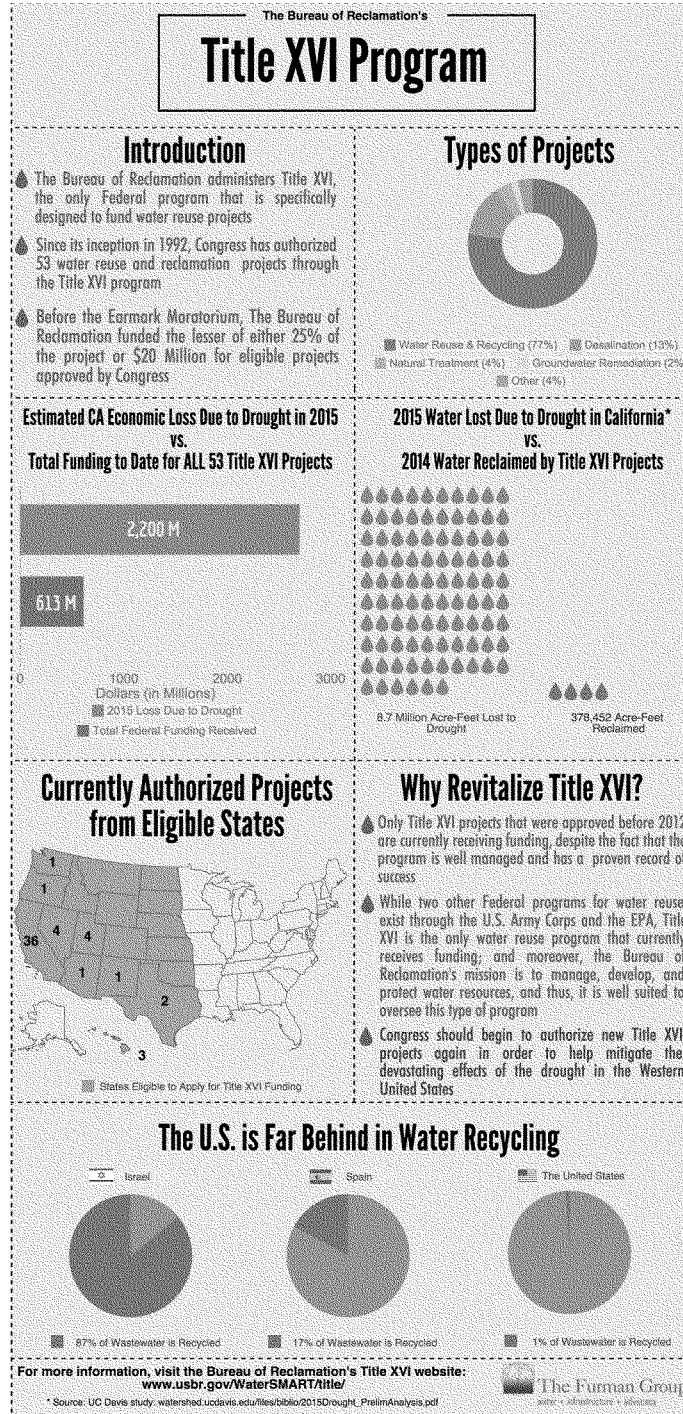 The Bureau of Reclamation's
Title XVI Program
Introduction
The Bureau of Reclamation administers Title XVI,
the only Federal program that is specifically
designed to fund water reuse projects
Since its inception in 1992, Congress has authorized
53 water reuse and reclamation projects through
the Title XVI program
Before the Earmark Moratorium, The Bureau of
Reclamation funded the lesser of either 25% of
the project or $20 Million for eligible projects
approved by Congress
Types of Projects
Water Reuse & Recycling (77%) Desalination (13%)
Natural Treatment (4%) Groundwater Remediation (2%
Other (4%)
Estimated CA Economic Loss Due to Drought in 2015
vs.
Total Funding to Date for ALL 53 Title XVI Projects
2,200 M
613 M
0 1000 2000 3000
Dollars (in Millions)
2015 Loss Due to Drought
Total Federal Funding Received
2015 Water Lost Due to Drought in California*
vs.
2014 Water Reclaimed by Title XVI Projects
8.7 Million Acre-Feet Lost to
Drought
378,452 Acre-Feet
Reclaimed
Currently Authorized Projects
from Eligible States
1
1
36
4
4
1
1
2
3
States Eligible to Apply for Title XVI Funding
Why Revitalize Title XVI?
Only Title XVI projects that were approved before 2012
are currently receiving funding, despite the fact that the
program is well managed and has a proven record of
success
While two other Federal programs for water reuse
exist through the U.S. Army Corps and the EPA, Title
XVI is the only water reuse program that currently
receives funding; and moreover, the Bureau of
Reclamation's mission is to manage, develop, and
protect water resources, and thus, it is well suited to
oversee this type of program
Congress should begin to authorize new Title XVI
projects again in order to help mitigate the
devastating effects of the drought in the Western
United States
The U.S. is Far Behind in Water Recycling
Israel
Spain
The United States
87% of Wastewater is Recycled
17% of Wastewater is Recycled
1% of Wastewater is Recycled
For more information, visit the Bureau of Reclamation's Title XVI website:
www.usbr.gov/WaterSMART/title/
* Source: UC Davis study: watershed.ucdavis.edu/files/biblio/2015Drought_PrelimAnalysis.pdf
The Furman Group
water • infrastructure • advocacy